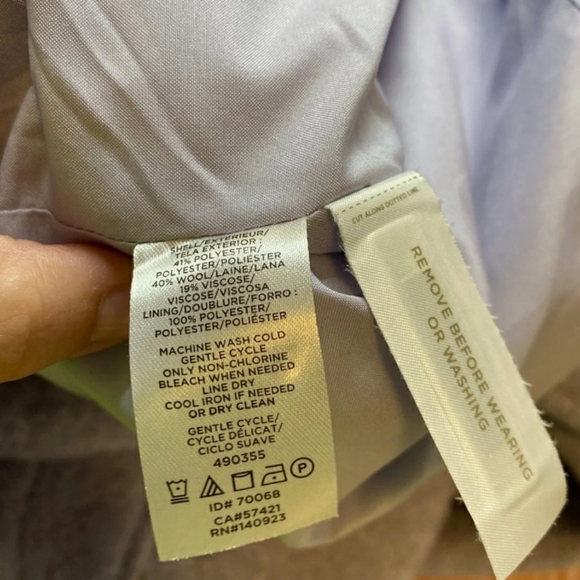 SHELL/EXTERIEUR/
TELA EXTERIOR :
41% POLYESTER/
POLYESTER/POLIÉSTER
40% WOOL/LAINE/LANA
19% VISCOSE/
VISCOSE/VISCOSA
LINING/DOUBLURE/FORRO :
100% POLYESTER/
POLYESTER/POLIÉSTER
MACHINE WASH COLD
GENTLE CYCLE
ONLY NON-CHLORINE
BLEACH WHEN NEEDED
LINE DRY
COOL IRON IF NEEDED
OR DRY CLEAN
GENTLE CYCLE/
CYCLE DÉLICAT/
CICLO SUAVE
490355
P
ID# 70068
CA#57421
RN#140923
CUT ALONG DOTTED LINE
REMOVE BEFORE WEARING
OR WASHING